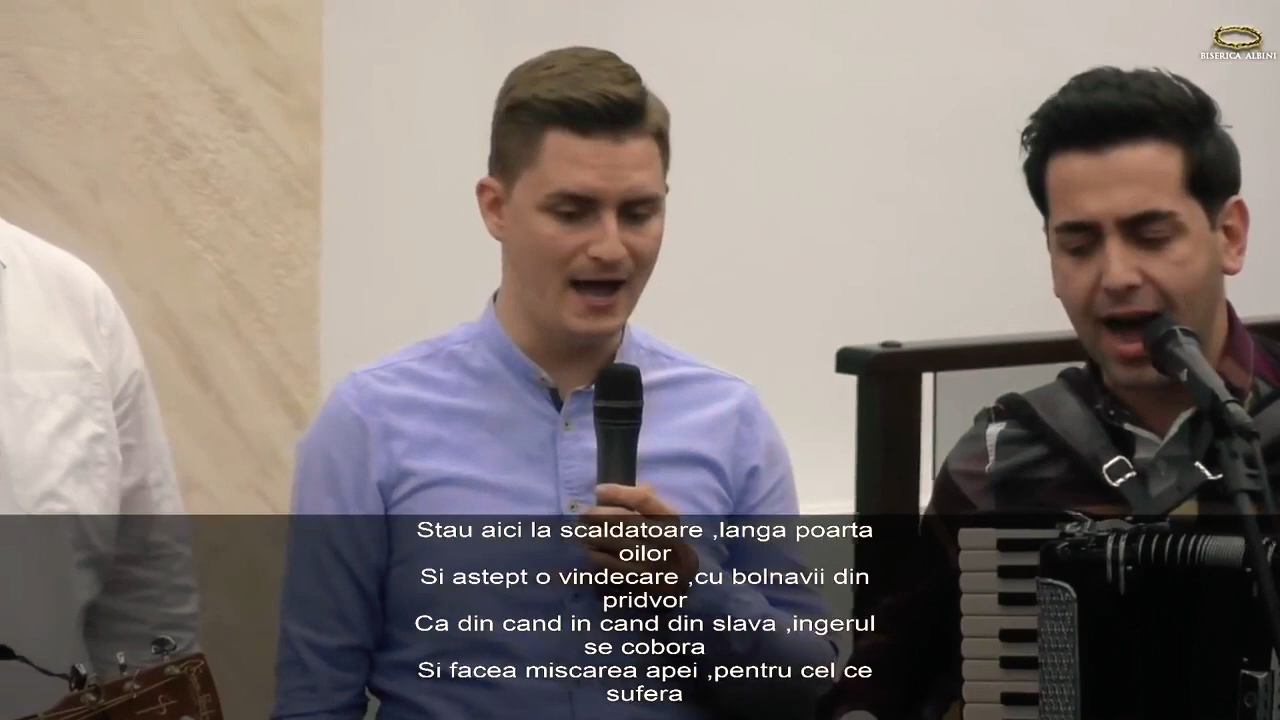 BISERICA ALBINI
Stau aici la scaldatoare ,langa poarta
oilor
Si astept o vindecare ,cu bolnavii din
pridvor
Ca din cand in cand din slava ,ingerul
se cobora
Si facea miscarea apei ,pentru cel ce
sufera